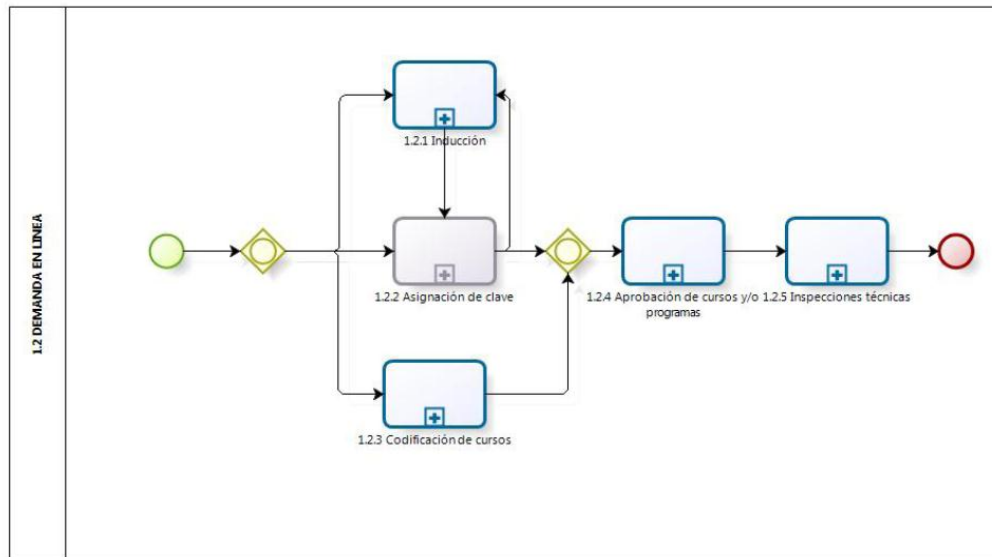 1.2 DEMANDA EN LINEA
1.2.1 Inducción
1.2.2 Asignación de clave
1.2.3 Codificación de cursos
1.2.4 Aprobación de cursos y/o
programas
1.2.5 Inspecciones técnicas